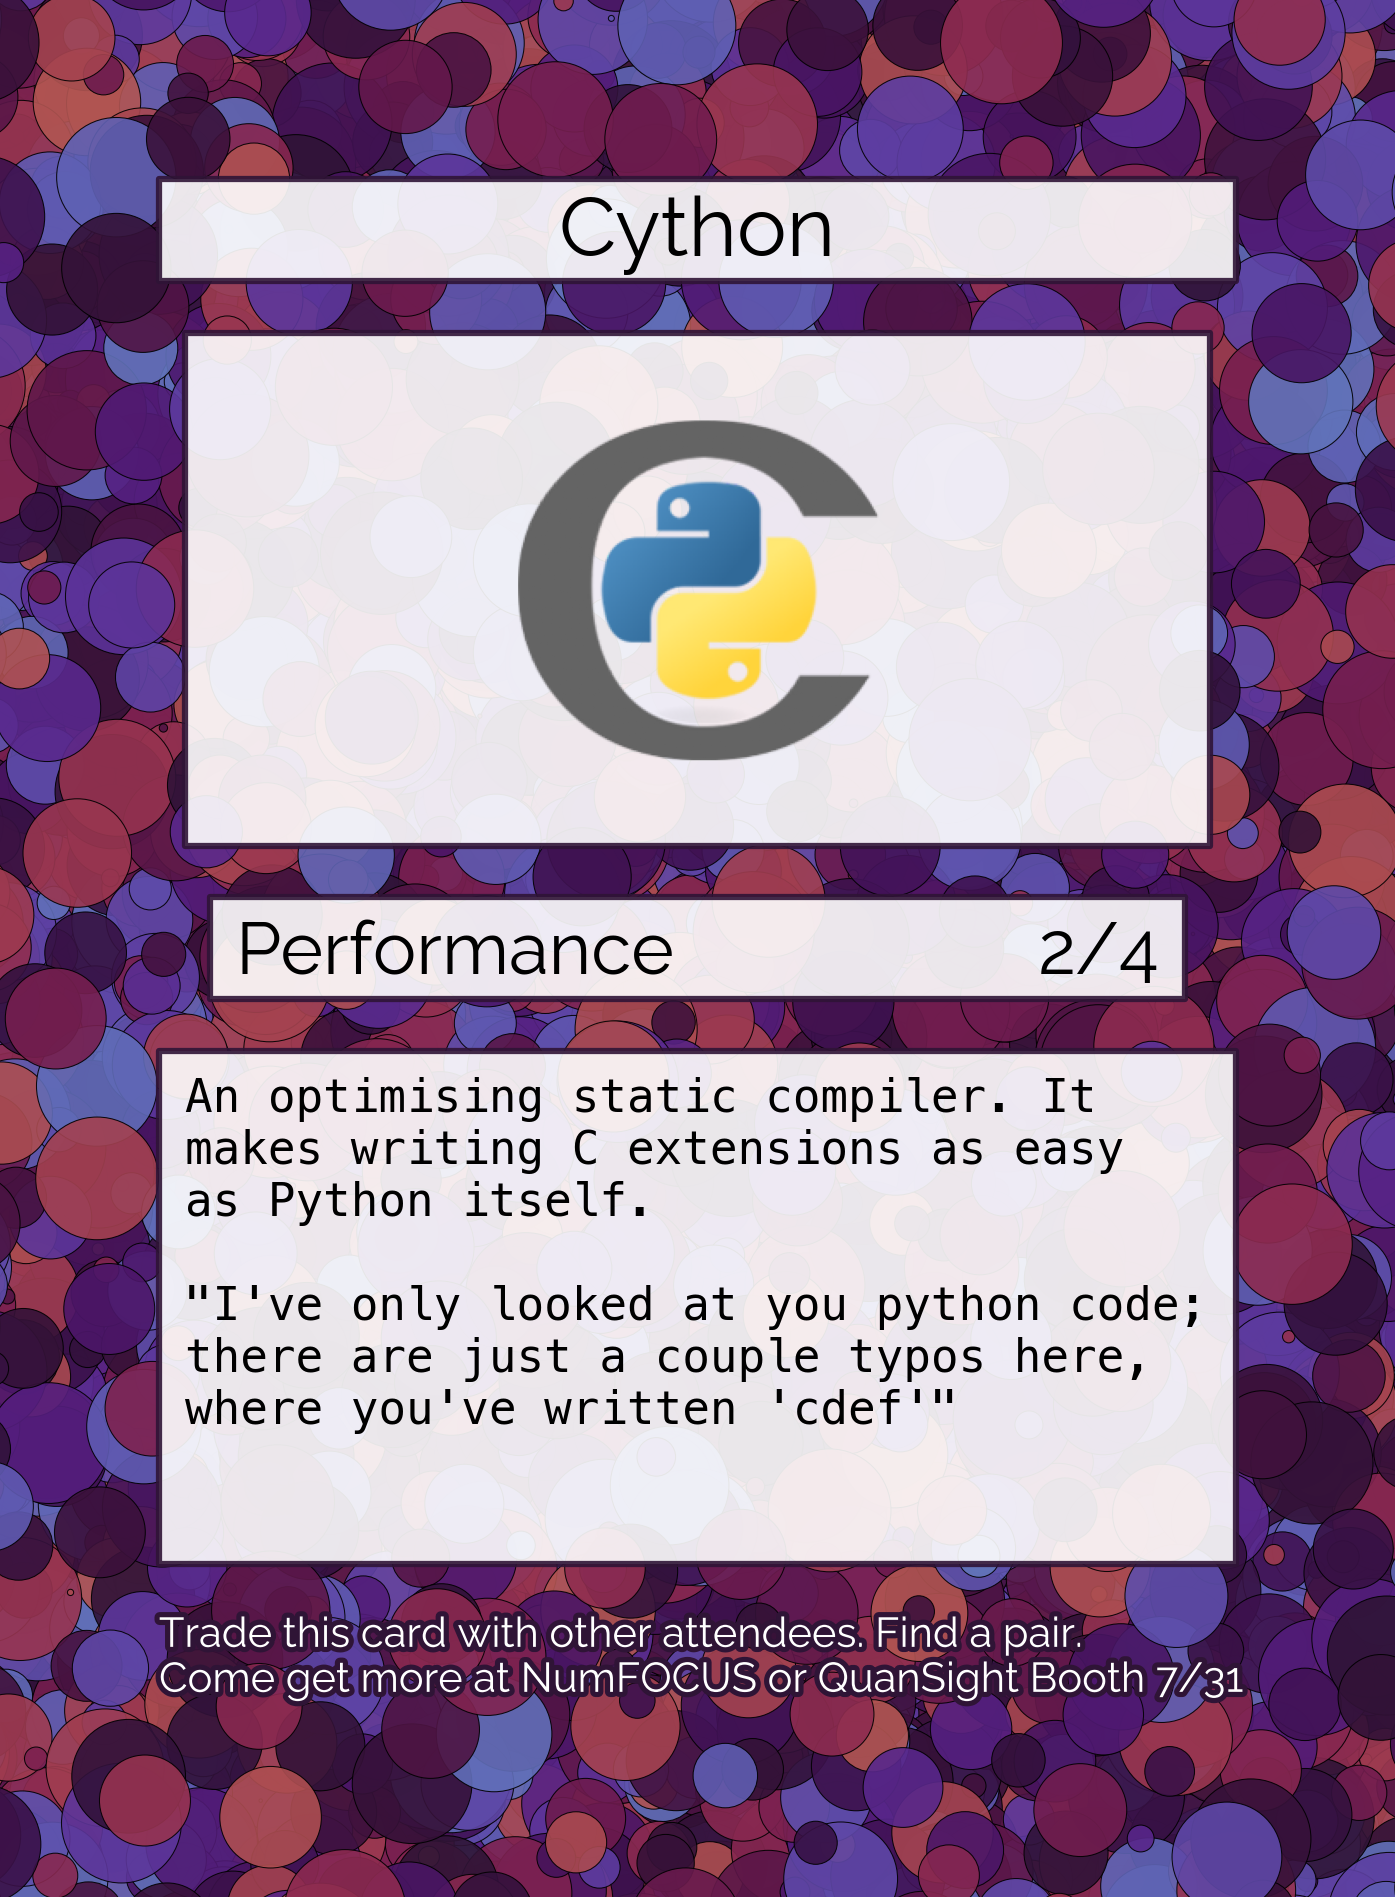 Cython
C
Performance 2/4
An optimising static compiler. It
makes writing C extensions as easy
as Python itself.
"I've only looked at you python code;
there are just a couple typos here,
where you've written 'cdef'"
Trade this card with other attendees. Find a pair.
Come get more at NumFOCUS or QuanSight Booth 7/31